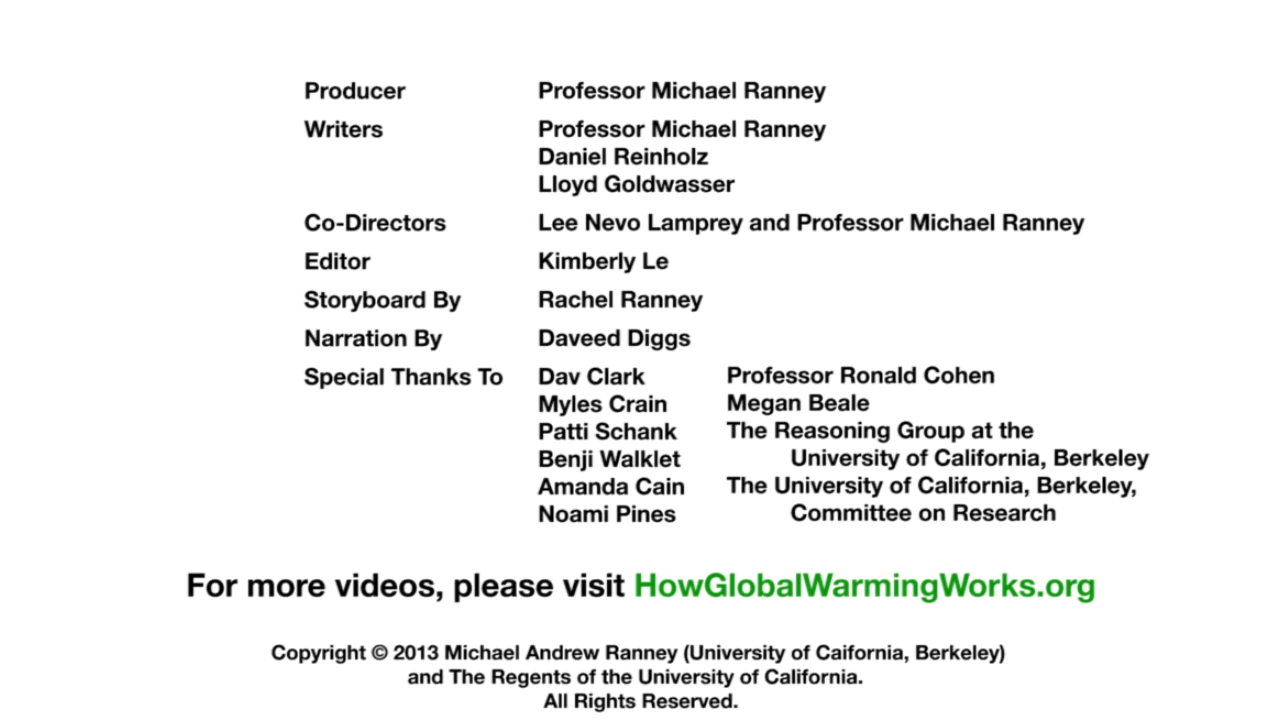 Producer Professor Michael Ranney
Writers Professor Michael Ranney
Daniel Reinholz
Lloyd Goldwasser
Co-Directors Lee Nevo Lamprey and Professor Michael Ranney
Editor Kimberly Le
Storyboard By Rachel Ranney
Narration By Daveed Diggs
Special Thanks To Dav Clark Professor Ronald Cohen
Myles Crain Megan Beale
Patti Schank The Reasoning Group at the
Benji Walklet University of California, Berkeley
Amanda Cain The University of California, Berkeley,
Noami Pines Committee on Research
For more videos, please visit HowGlobalWarmingWorks.org
Copyright © 2013 Michael Andrew Ranney (University of Caifornia, Berkeley)
and The Regents of the University of California.
All Rights Reserved.